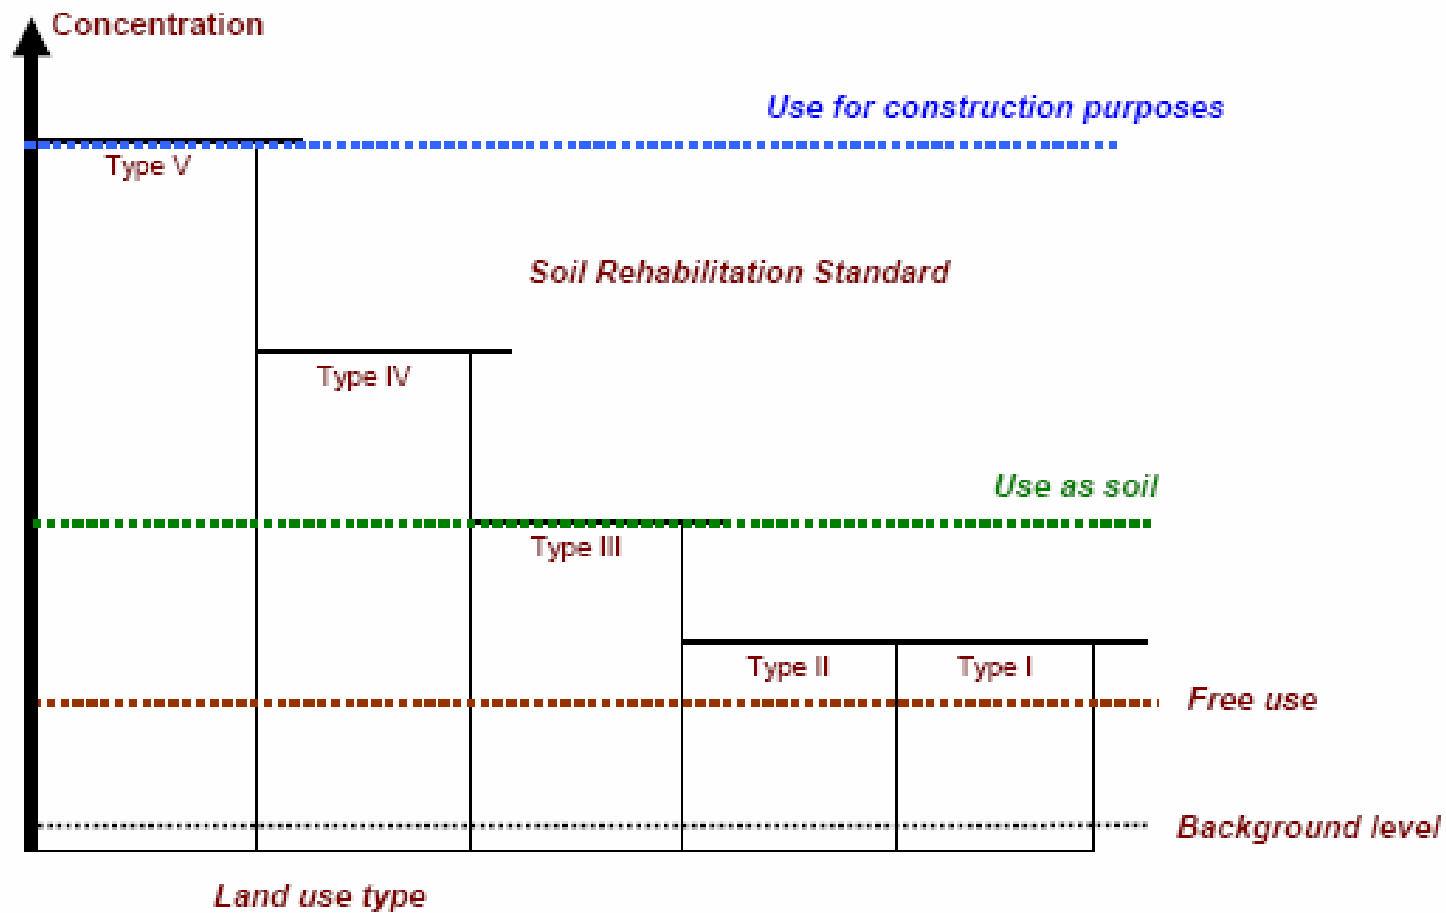 Concentration
Use for construction purposes
Type V
Soil Rehabilitation Standard
Type IV
Use as soil
Type III
Type II
Type I
Free use
Background level
Land use type